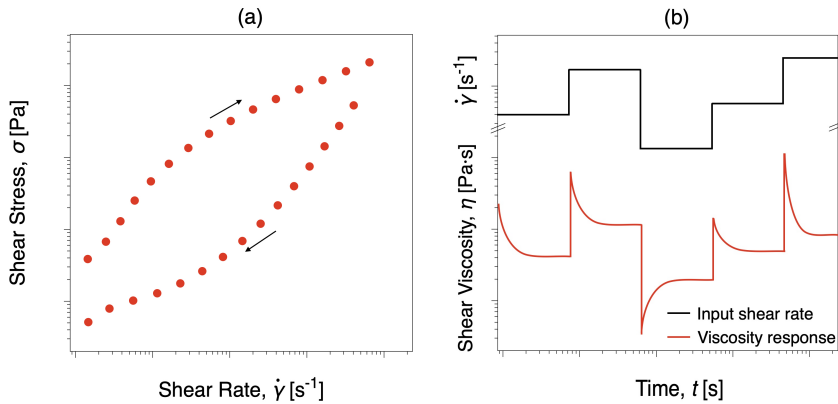 (a)
Shear Stress, σ [Pa]
Shear Rate, γ̇ [s⁻¹]
(b)
γ̇ [s⁻¹]
Shear Viscosity, η [Pa·s]
Input shear rate
Viscosity response
Time, t [s]